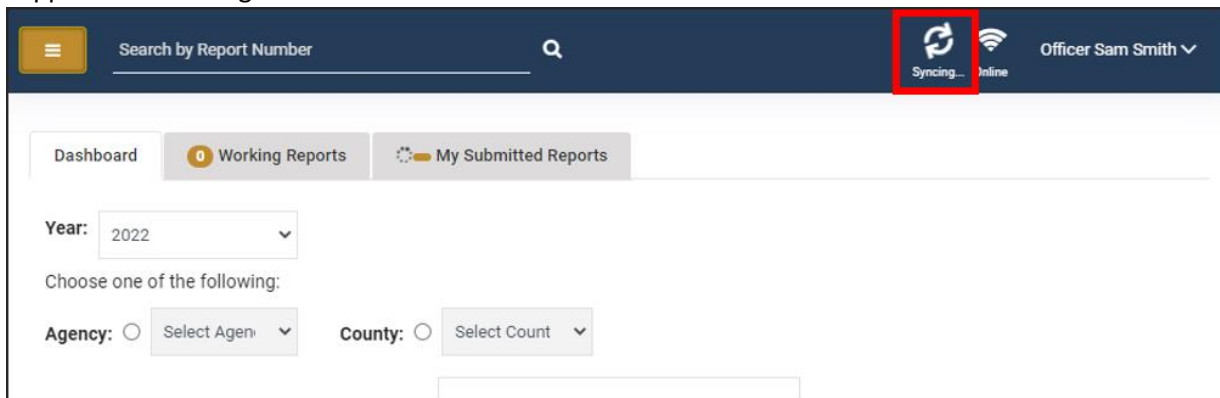 Search by Report Number
Syncing...
Online
Officer Sam Smith
Dashboard
0 Working Reports
My Submitted Reports
Year: 2022
Choose one of the following:
Agency: Select Agen
County: Select Count